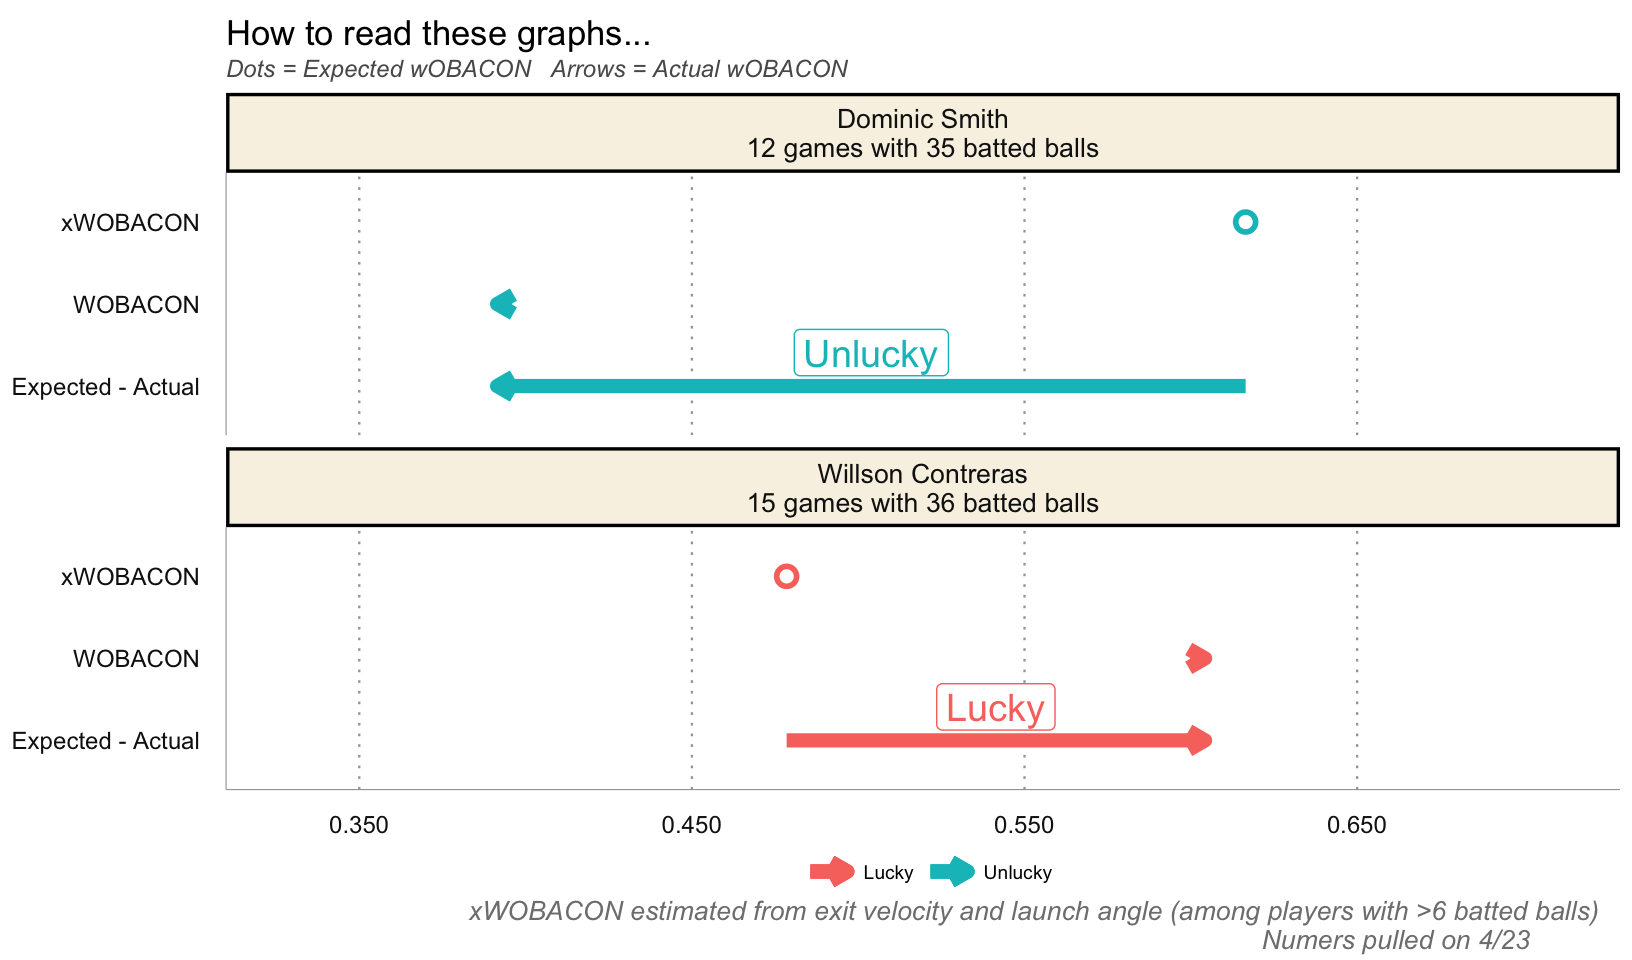 How to read these graphs...
Dots = Expected wOBACON   Arrows = Actual wOBACON
Dominic Smith
12 games with 35 batted balls
xWOBACON
WOBACON
Unlucky
Expected - Actual
Willson Contreras
15 games with 36 batted balls
xWOBACON
WOBACON
Lucky
Expected - Actual
0.350 0.450 0.550 0.650
Lucky Unlucky
xWOBACON estimated from exit velocity and launch angle (among players with >6 batted balls)
Numers pulled on 4/23